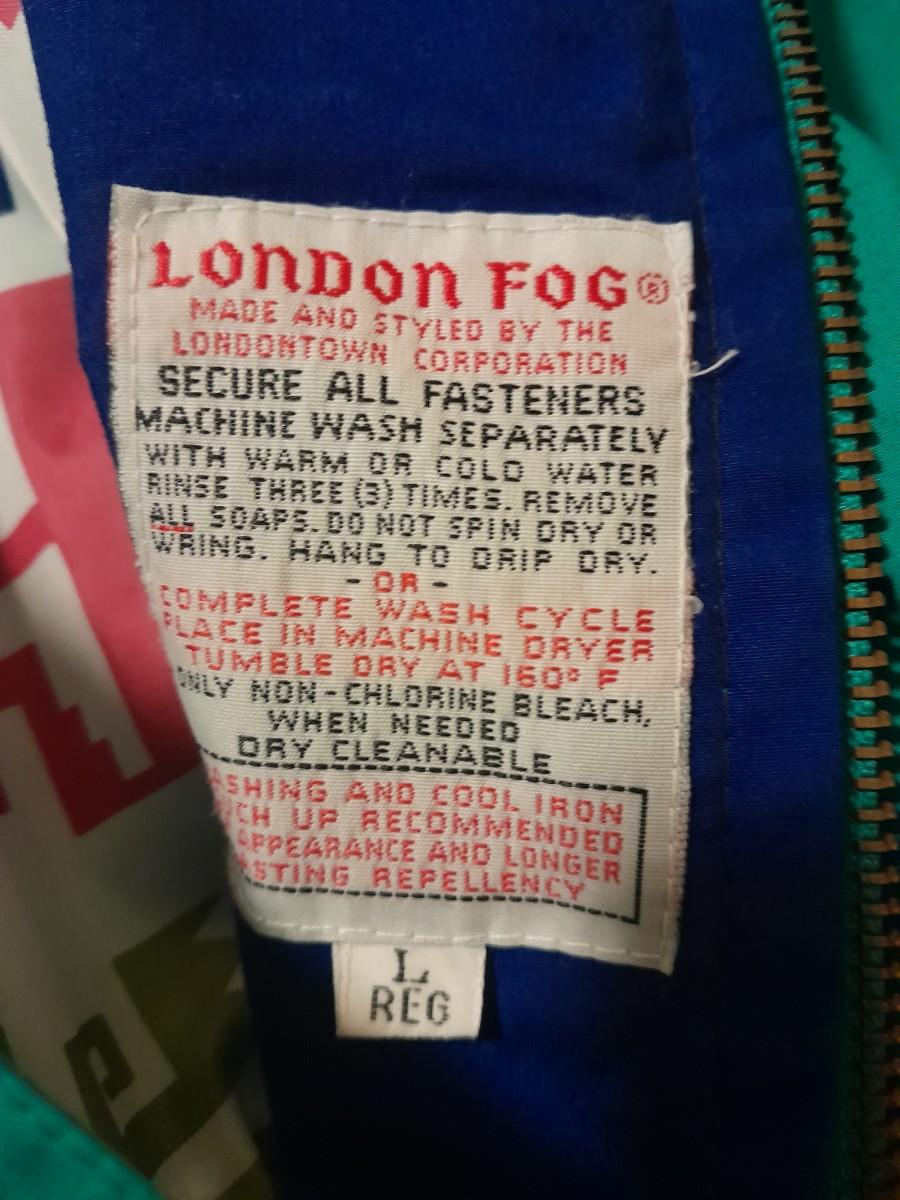 LONDON FOG®
MADE AND STYLED BY THE
LONDONTOWN CORPORATION
SECURE ALL FASTENERS
MACHINE WASH SEPARATELY
WITH WARM OR COLD WATER
RINSE THREE (3) TIMES. REMOVE
ALL SOAPS. DO NOT SPIN DRY OR
WRING. HANG TO DRIP DRY.
- OR -
COMPLETE WASH CYCLE
PLACE IN MACHINE DRYER
TUMBLE DRY AT 160° F
ONLY NON-CHLORINE BLEACH,
WHEN NEEDED
DRY CLEANABLE
WASHING AND COOL IRON
UCH UP RECOMMENDED
APPEARANCE AND LONGER
ASTING REPELLENCY
L
REG